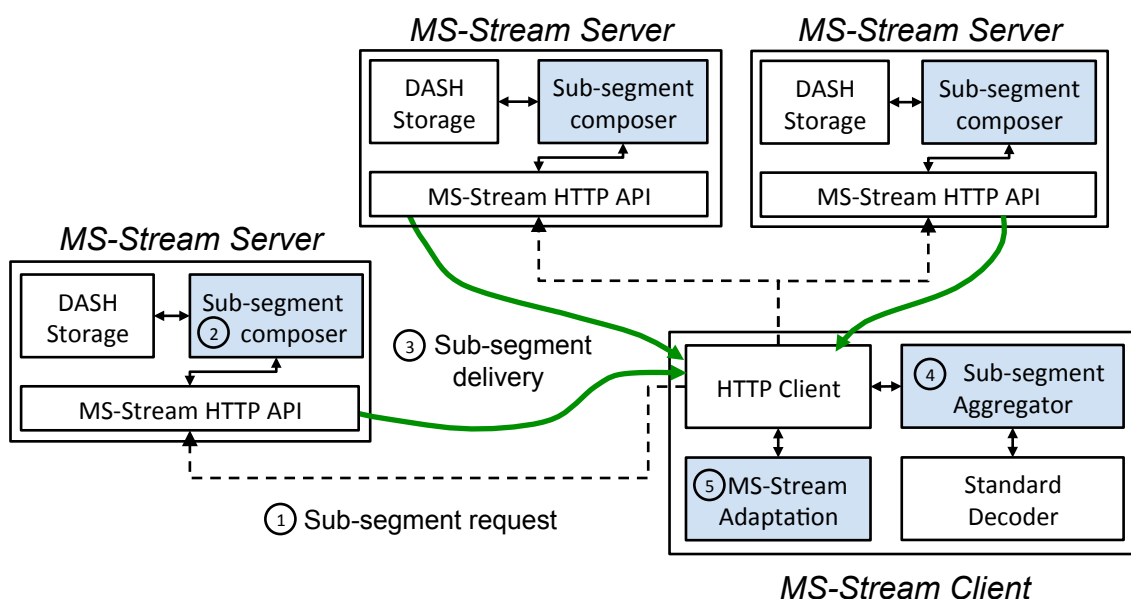 MS-Stream Server
DASH
Storage
Sub-segment
composer
MS-Stream HTTP API
MS-Stream Server
DASH
Storage
Sub-segment
composer
MS-Stream HTTP API
MS-Stream Server
DASH
Storage
Sub-segment
2 composer
MS-Stream HTTP API
3 Sub-segment
delivery
1 Sub-segment request
HTTP Client
4 Sub-segment
Aggregator
5 MS-Stream
Adaptation
Standard
Decoder
MS-Stream Client